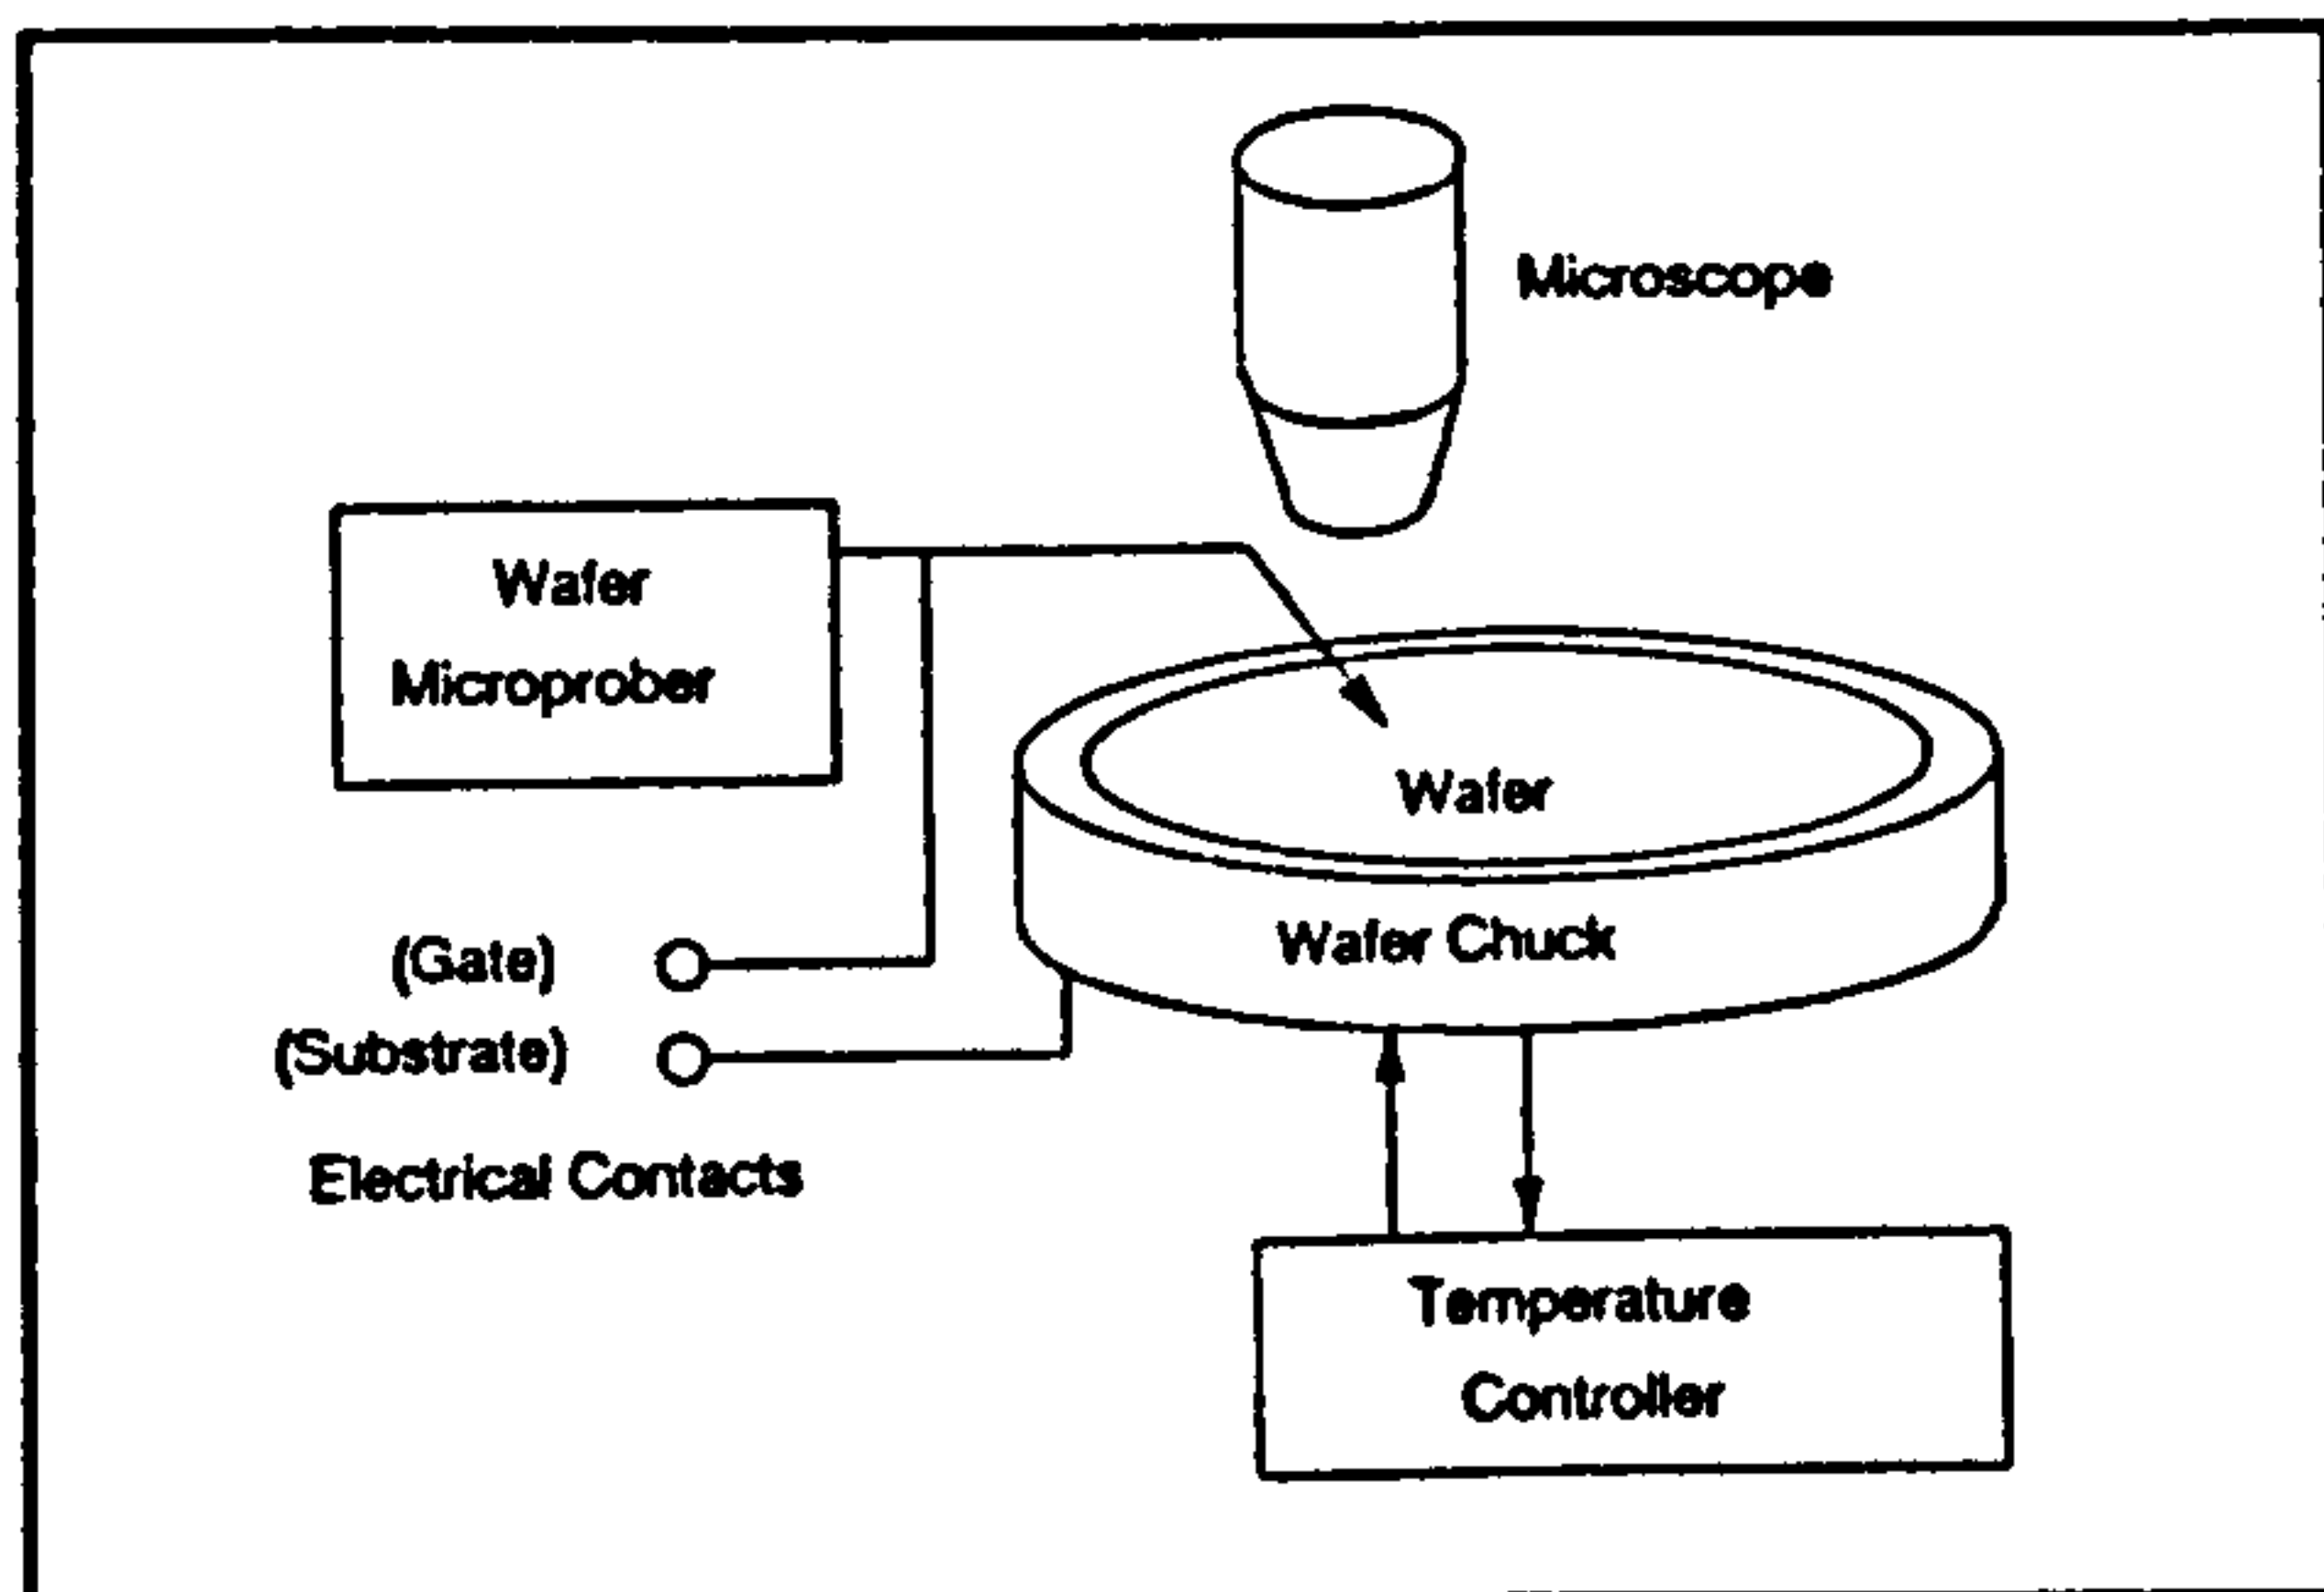 Microscope
Wafer
Microprober
Wafer
Wafer Chuck
(Gate)
(Substrate)
Electrical Contacts
Temperature
Controller